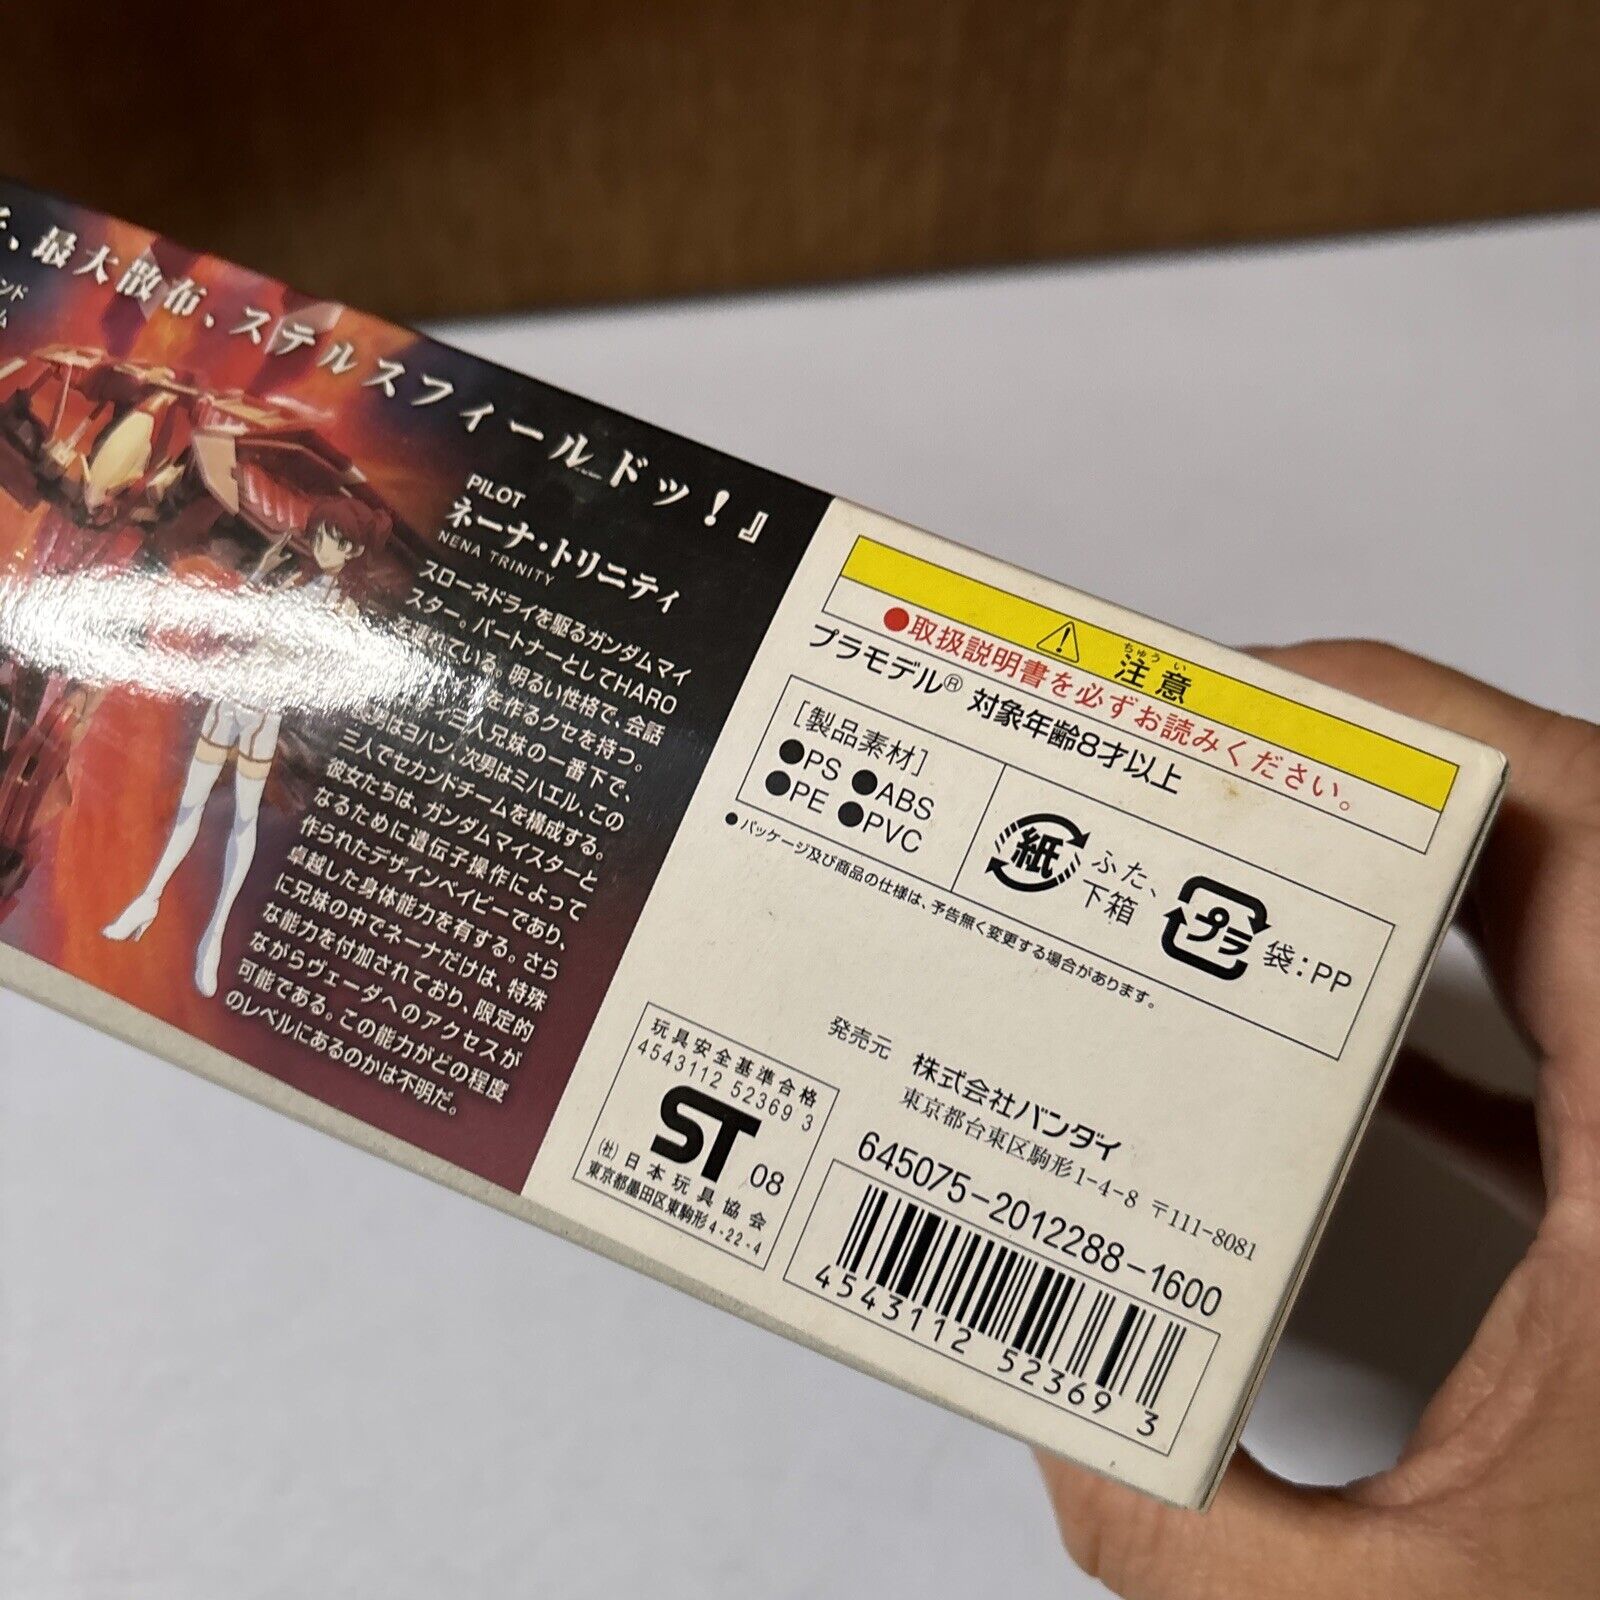 、最大散布、ステルスフィールドッ！』
ンド
ム
PILOT
ネーナ・トリニティ
NENA TRINITY
スローネドライを駆るガンダムマイ
スター。パートナーとしてHARO
を連れている。明るい性格で、会話
を作るクセを持つ。
ティ三人兄妹の一番下で、
男はヨハン、次男はミハエル、この
三人でセカンドチームを構成する。
彼女たちは、ガンダムマイスターと
なるために遺伝子操作によって
作られたデザインベイビーであり、
卓越した身体能力を有する。さら
に兄妹の中でネーナだけは、特殊
な能力を付加されており、限定的
ながらヴェーダへのアクセスが
可能である。この能力がどの程度
のレベルにあるのかは不明だ。
ちゅう い
注意
●取扱説明書を必ずお読みください。
プラモデル® 対象年齢8才以上
[製品素材]
●PS ●ABS
●PE ●PVC
紙
ふた、
下箱
プラ
袋：PP
●パッケージ及び商品の仕様は、予告無く変更する場合があります。
玩具安全基準合格
4543112 52369 3
ST 08
(社)日本玩具協会
東京都墨田区東駒形4-22-4
発売元
株式会社バンダイ
東京都台東区駒形1-4-8 〒111-8081
645075-2012288-1600
4543112 52369 3